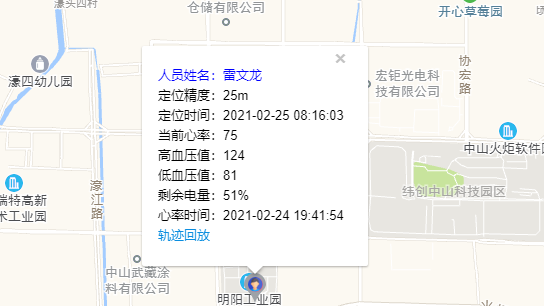 濠头四村
仓储有限公司
开心草莓园
濠四幼儿园
宏钜光电科
技有限公司
协宏路
中山火炬软件园
人员姓名：雷文龙
定位精度：25m
定位时间：2021-02-25 08:16:03
当前心率：75
高血压值：124
低血压值：81
剩余电量：51%
心率时间：2021-02-24 19:41:54
轨迹回放
纬创中山科技园区
瑞特高新
术工业园
濠江路
中山武藏涂
料有限公司
明阳工业园